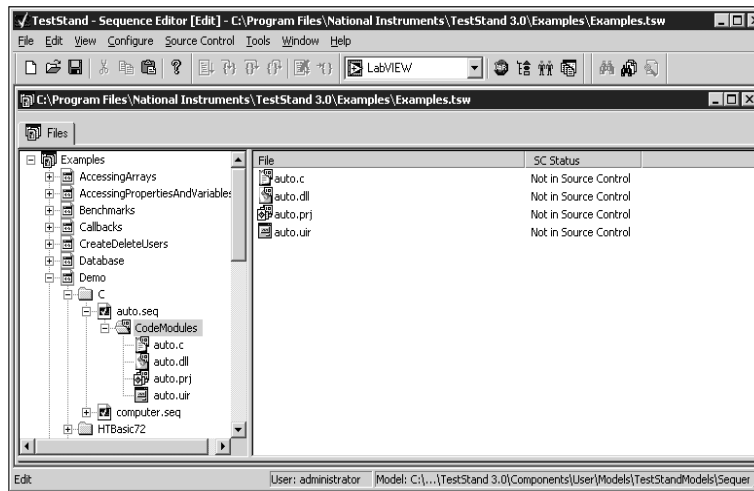 TestStand - Sequence Editor [Edit] - C:\Program Files\National Instruments\TestStand 3.0\Examples\Examples.tsw
File Edit View Configure Source Control Tools Window Help
LabVIEW
C:\Program Files\National Instruments\TestStand 3.0\Examples\Examples.tsw
Files
Examples
AccessingArrays
AccessingPropertiesAndVariables
Benchmarks
Callbacks
CreateDeleteUsers
Database
Demo
C
auto.seq
CodeModules
auto.c
auto.dll
auto.prj
auto.uir
computer.seq
HTBasic72
File SC Status
auto.c Not in Source Control
auto.dll Not in Source Control
auto.prj Not in Source Control
auto.uir Not in Source Control
Edit User: administrator Model: C:\...\TestStand 3.0\Components\User\Models\TestStandModels\Sequer